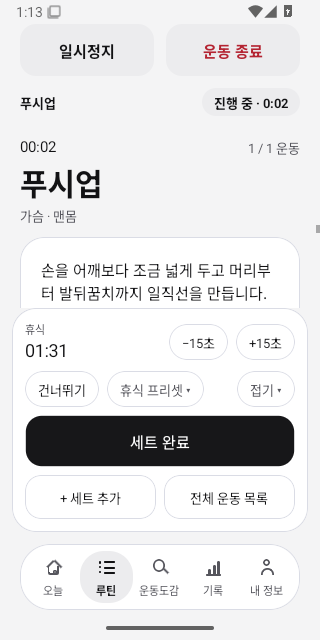 1:13
일시정지
운동 종료
푸시업
진행 중 · 0:02
00:02
1 / 1 운동
푸시업
가슴 · 맨몸
손을 어깨보다 조금 넓게 두고 머리부
터 발뒤꿈치까지 일직선을 만듭니다.
휴식
01:31
−15초
+15초
건너뛰기
휴식 프리셋 ▾
접기 ▾
세트 완료
+ 세트 추가
전체 운동 목록
오늘
루틴
운동도감
기록
내 정보